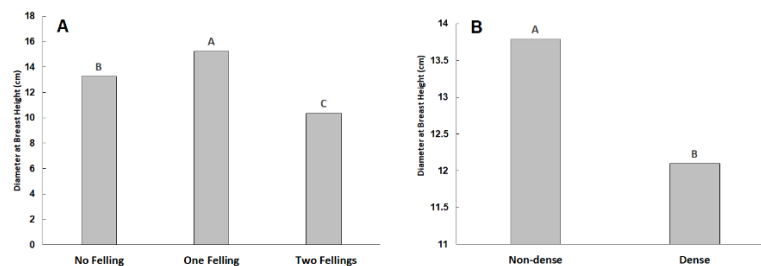 A
Diameter at Breast Height (cm)
18
16
14
12
10
8
6
4
2
0
B
A
C
No Felling
One Felling
Two Fellings
B
Diameter at Breast Height (cm)
14
13.5
13
12.5
12
11.5
11
A
B
Non-dense
Dense